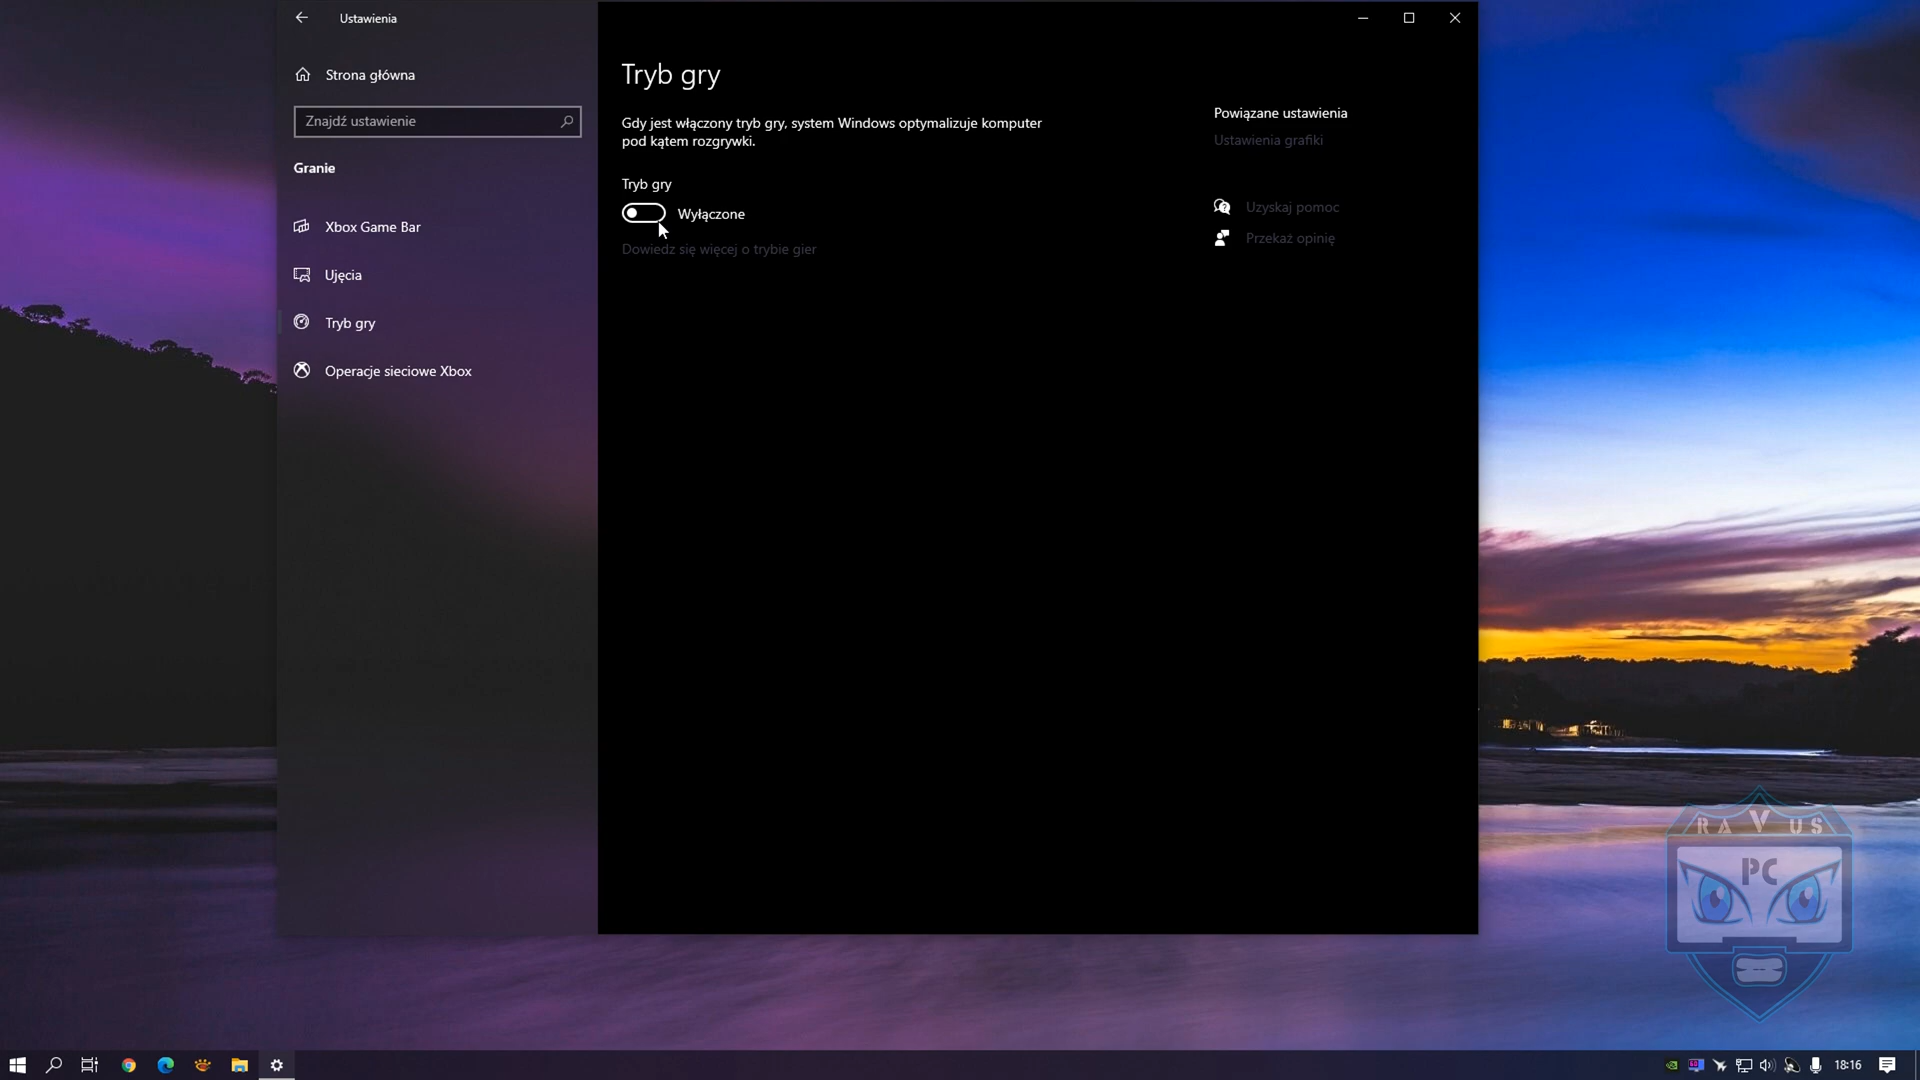 Ustawienia
Strona główna
Znajdź ustawienie
Granie
Xbox Game Bar
Ujęcia
Tryb gry
Operacje sieciowe Xbox
Tryb gry
Gdy jest włączony tryb gry, system Windows optymalizuje komputer
pod kątem rozgrywki.
Tryb gry
Wyłączone
Dowiedz się więcej o trybie gier
Powiązane ustawienia
Ustawienia grafiki
Uzyskaj pomoc
Przekaż opinię
RAVUS
PC
18:16